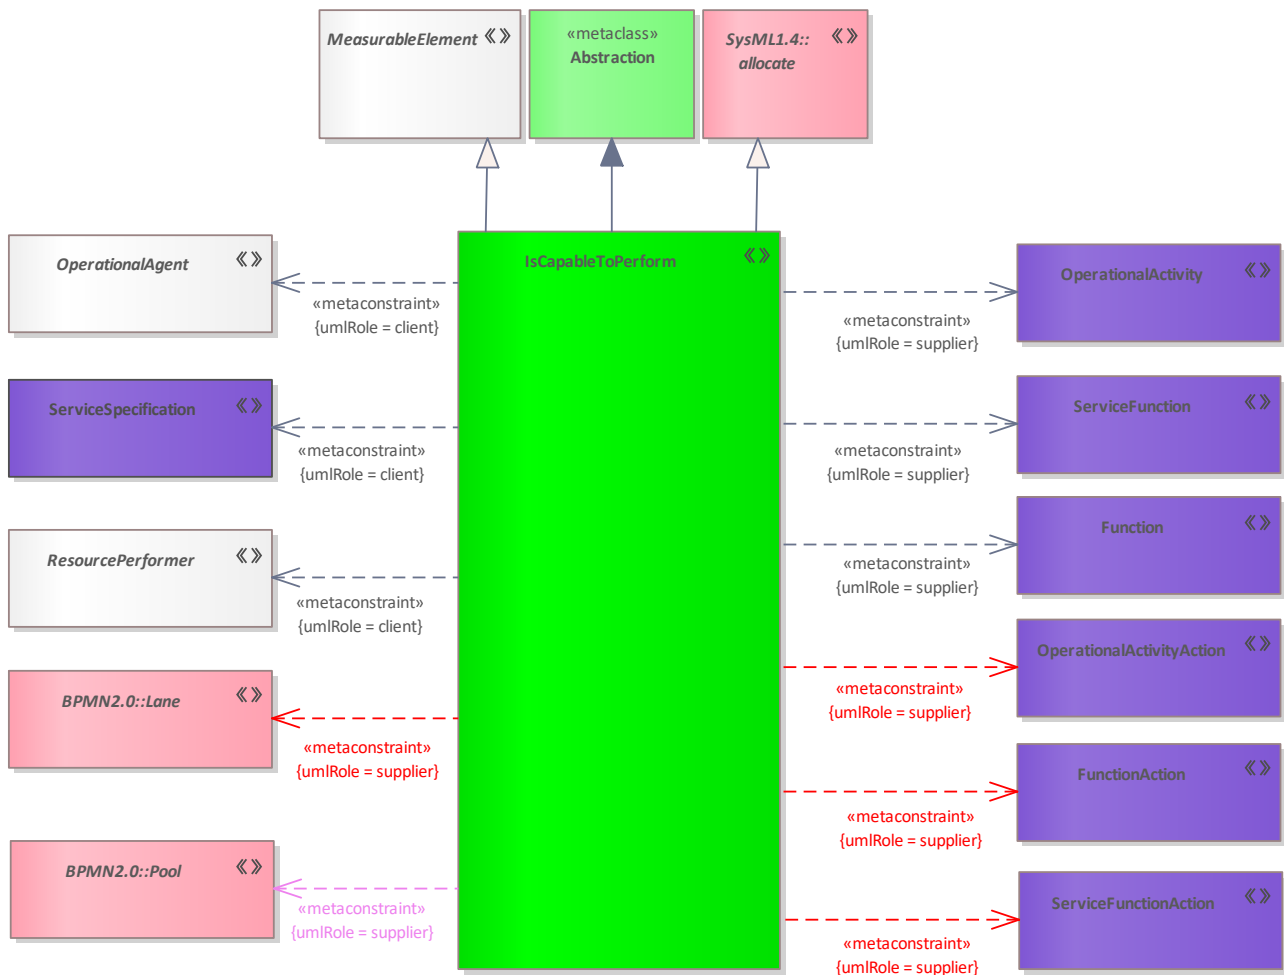 MeasurableElement «»
«metaclass»
Abstraction
SysML1.4:: «»
allocate
IsCapableToPerform «»
OperationalAgent «»
«metaconstraint»
{umlRole = client}
ServiceSpecification «»
«metaconstraint»
{umlRole = client}
ResourcePerformer «»
«metaconstraint»
{umlRole = client}
BPMN2.0::Lane «»
«metaconstraint»
{umlRole = supplier}
BPMN2.0::Pool «»
«metaconstraint»
{umlRole = supplier}
OperationalActivity «»
«metaconstraint»
{umlRole = supplier}
ServiceFunction «»
«metaconstraint»
{umlRole = supplier}
Function «»
«metaconstraint»
{umlRole = supplier}
OperationalActivityAction «»
«metaconstraint»
{umlRole = supplier}
FunctionAction «»
«metaconstraint»
{umlRole = supplier}
ServiceFunctionAction «»
«metaconstraint»
{umlRole = supplier}